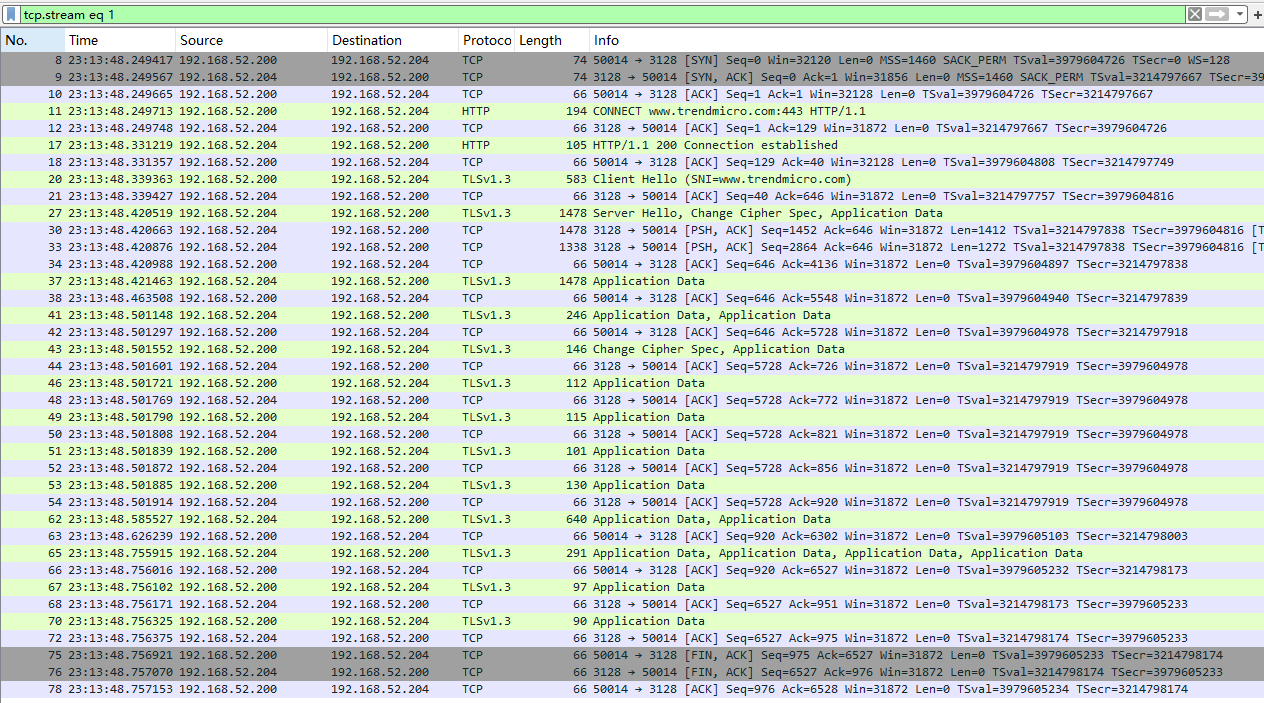 tcp.stream eq 1
No. Time Source Destination Protoco Length Info
8 23:13:48.249417 192.168.52.200 192.168.52.204 TCP 74 50014 → 3128 [SYN] Seq=0 Win=32120 Len=0 MSS=1460 SACK_PERM TSval=3979604726 TSecr=0 WS=128
9 23:13:48.249567 192.168.52.204 192.168.52.200 TCP 74 3128 → 50014 [SYN, ACK] Seq=0 Ack=1 Win=31856 Len=0 MSS=1460 SACK_PERM TSval=3214797667 TSecr=39
10 23:13:48.249665 192.168.52.200 192.168.52.204 TCP 66 50014 → 3128 [ACK] Seq=1 Ack=1 Win=32128 Len=0 TSval=3979604726 TSecr=3214797667
11 23:13:48.249713 192.168.52.200 192.168.52.204 HTTP 194 CONNECT www.trendmicro.com:443 HTTP/1.1
12 23:13:48.249748 192.168.52.204 192.168.52.200 TCP 66 3128 → 50014 [ACK] Seq=1 Ack=129 Win=31872 Len=0 TSval=3214797667 TSecr=3979604726
17 23:13:48.331219 192.168.52.204 192.168.52.200 HTTP 105 HTTP/1.1 200 Connection established
18 23:13:48.331357 192.168.52.200 192.168.52.204 TCP 66 50014 → 3128 [ACK] Seq=129 Ack=40 Win=32128 Len=0 TSval=3979604808 TSecr=3214797749
20 23:13:48.339363 192.168.52.200 192.168.52.204 TLSv1.3 583 Client Hello (SNI=www.trendmicro.com)
21 23:13:48.339427 192.168.52.204 192.168.52.200 TCP 66 3128 → 50014 [ACK] Seq=40 Ack=646 Win=31872 Len=0 TSval=3214797757 TSecr=3979604816
27 23:13:48.420519 192.168.52.204 192.168.52.200 TLSv1.3 1478 Server Hello, Change Cipher Spec, Application Data
30 23:13:48.420663 192.168.52.204 192.168.52.200 TCP 1478 3128 → 50014 [PSH, ACK] Seq=1452 Ack=646 Win=31872 Len=1412 TSval=3214797838 TSecr=3979604816 [T
33 23:13:48.420876 192.168.52.204 192.168.52.200 TCP 1338 3128 → 50014 [PSH, ACK] Seq=2864 Ack=646 Win=31872 Len=1272 TSval=3214797838 TSecr=3979604816 [T
34 23:13:48.420988 192.168.52.200 192.168.52.204 TCP 66 50014 → 3128 [ACK] Seq=646 Ack=4136 Win=31872 Len=0 TSval=3979604897 TSecr=3214797838
37 23:13:48.421463 192.168.52.204 192.168.52.200 TLSv1.3 1478 Application Data
38 23:13:48.463508 192.168.52.200 192.168.52.204 TCP 66 50014 → 3128 [ACK] Seq=646 Ack=5548 Win=31872 Len=0 TSval=3979604940 TSecr=3214797839
41 23:13:48.501148 192.168.52.204 192.168.52.200 TLSv1.3 246 Application Data, Application Data
42 23:13:48.501297 192.168.52.200 192.168.52.204 TCP 66 50014 → 3128 [ACK] Seq=646 Ack=5728 Win=31872 Len=0 TSval=3979604978 TSecr=3214797918
43 23:13:48.501552 192.168.52.200 192.168.52.204 TLSv1.3 146 Change Cipher Spec, Application Data
44 23:13:48.501601 192.168.52.204 192.168.52.200 TCP 66 3128 → 50014 [ACK] Seq=5728 Ack=726 Win=31872 Len=0 TSval=3214797919 TSecr=3979604978
46 23:13:48.501721 192.168.52.200 192.168.52.204 TLSv1.3 112 Application Data
48 23:13:48.501769 192.168.52.204 192.168.52.200 TCP 66 3128 → 50014 [ACK] Seq=5728 Ack=772 Win=31872 Len=0 TSval=3214797919 TSecr=3979604978
49 23:13:48.501790 192.168.52.200 192.168.52.204 TLSv1.3 115 Application Data
50 23:13:48.501808 192.168.52.204 192.168.52.200 TCP 66 3128 → 50014 [ACK] Seq=5728 Ack=821 Win=31872 Len=0 TSval=3214797919 TSecr=3979604978
51 23:13:48.501839 192.168.52.200 192.168.52.204 TLSv1.3 101 Application Data
52 23:13:48.501872 192.168.52.204 192.168.52.200 TCP 66 3128 → 50014 [ACK] Seq=5728 Ack=856 Win=31872 Len=0 TSval=3214797919 TSecr=3979604978
53 23:13:48.501885 192.168.52.200 192.168.52.204 TLSv1.3 130 Application Data
54 23:13:48.501914 192.168.52.204 192.168.52.200 TCP 66 3128 → 50014 [ACK] Seq=5728 Ack=920 Win=31872 Len=0 TSval=3214797919 TSecr=3979604978
62 23:13:48.585527 192.168.52.204 192.168.52.200 TLSv1.3 640 Application Data, Application Data
63 23:13:48.626239 192.168.52.200 192.168.52.204 TCP 66 50014 → 3128 [ACK] Seq=920 Ack=6302 Win=31872 Len=0 TSval=3979605103 TSecr=3214798003
65 23:13:48.755915 192.168.52.204 192.168.52.200 TLSv1.3 291 Application Data, Application Data, Application Data, Application Data
66 23:13:48.756016 192.168.52.200 192.168.52.204 TCP 66 50014 → 3128 [ACK] Seq=920 Ack=6527 Win=31872 Len=0 TSval=3979605232 TSecr=3214798173
67 23:13:48.756102 192.168.52.200 192.168.52.204 TLSv1.3 97 Application Data
68 23:13:48.756171 192.168.52.204 192.168.52.200 TCP 66 3128 → 50014 [ACK] Seq=6527 Ack=951 Win=31872 Len=0 TSval=3214798173 TSecr=3979605233
70 23:13:48.756325 192.168.52.200 192.168.52.204 TLSv1.3 90 Application Data
72 23:13:48.756375 192.168.52.204 192.168.52.200 TCP 66 3128 → 50014 [ACK] Seq=6527 Ack=975 Win=31872 Len=0 TSval=3214798174 TSecr=3979605233
75 23:13:48.756921 192.168.52.200 192.168.52.204 TCP 66 50014 → 3128 [FIN, ACK] Seq=975 Ack=6527 Win=31872 Len=0 TSval=3979605233 TSecr=3214798174
76 23:13:48.757070 192.168.52.204 192.168.52.200 TCP 66 3128 → 50014 [FIN, ACK] Seq=6527 Ack=976 Win=31872 Len=0 TSval=3214798174 TSecr=3979605233
78 23:13:48.757153 192.168.52.200 192.168.52.204 TCP 66 50014 → 3128 [ACK] Seq=976 Ack=6528 Win=31872 Len=0 TSval=3979605234 TSecr=3214798174